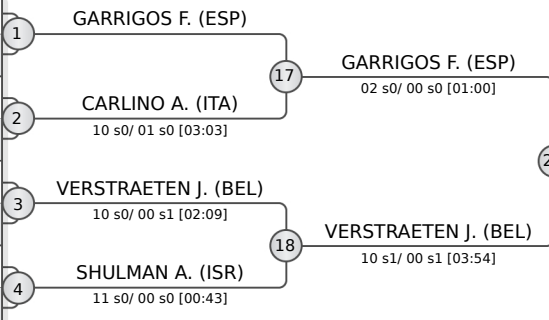 GARRIGOS F. (ESP)
1
17
GARRIGOS F. (ESP)
02 s0/ 00 s0 [01:00]
2
CARLINO A. (ITA)
10 s0/ 01 s0 [03:03]
3
VERSTRAETEN J. (BEL)
10 s0/ 00 s1 [02:09]
18
VERSTRAETEN J. (BEL)
10 s1/ 00 s1 [03:54]
4
SHULMAN A. (ISR)
11 s0/ 00 s0 [00:43]